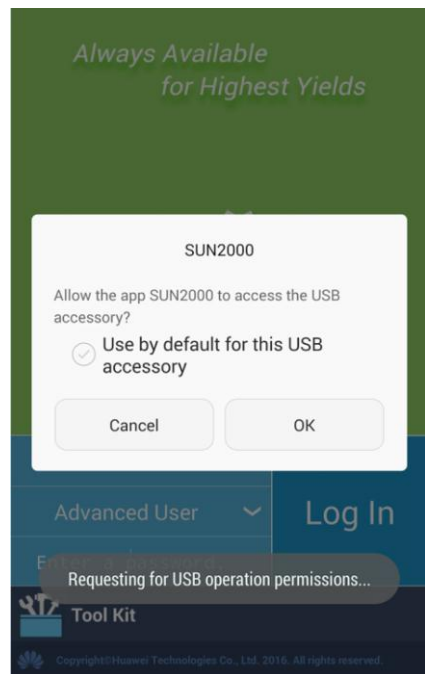 Always Available
for Highest Yields
SUN2000
Allow the app SUN2000 to access the USB
accessory?
Use by default for this USB
accessory
Cancel
OK
Advanced User
Log In
Enter a password.
Requesting for USB operation permissions...
Tool Kit
Copyright©Huawei Technologies Co., Ltd. 2016. All rights reserved.